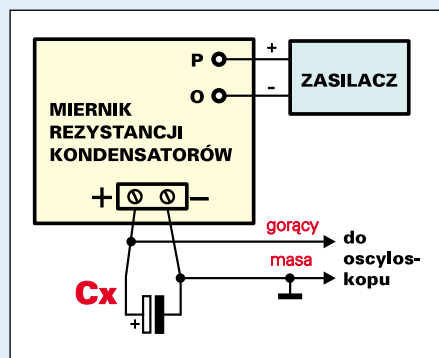 P
+
O
-
ZASILACZ
MIERNIK
REZYSTANCJI
KONDENSATORÓW
+
–
gorący
masa
do
oscylos-
kopu
Cx
+